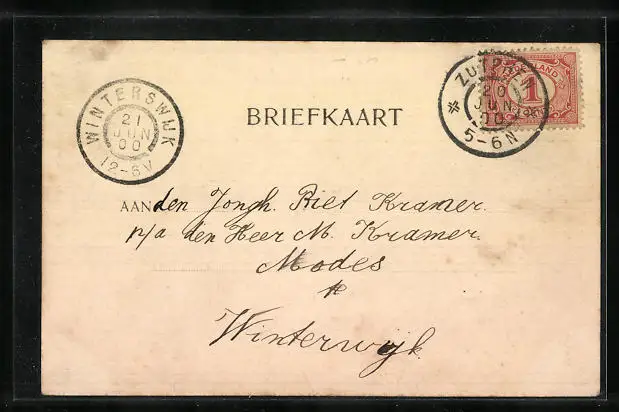 WINTERSWIJK
21
JUN
00
12-6V
BRIEFKAART
ZUTPHEN
20
JUN
00
5-6N
NEDERLAND
1
AAN den Jongh. Piet Kramer.
p/a den Heer M. Kramer.
Modes
te
Winterwijk.